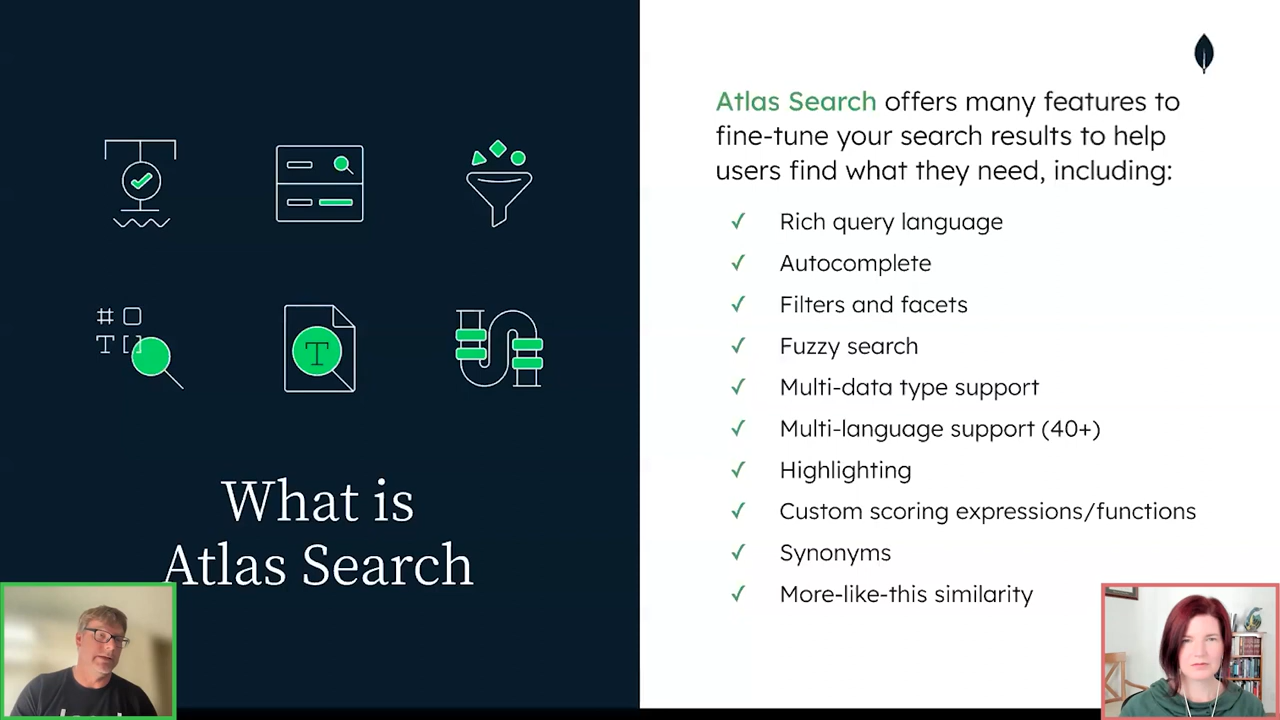 What is
Atlas Search
Atlas Search offers many features to
fine-tune your search results to help
users find what they need, including:
✓ Rich query language
✓ Autocomplete
✓ Filters and facets
✓ Fuzzy search
✓ Multi-data type support
✓ Multi-language support (40+)
✓ Highlighting
✓ Custom scoring expressions/functions
✓ Synonyms
✓ More-like-this similarity
# T [ ]
T